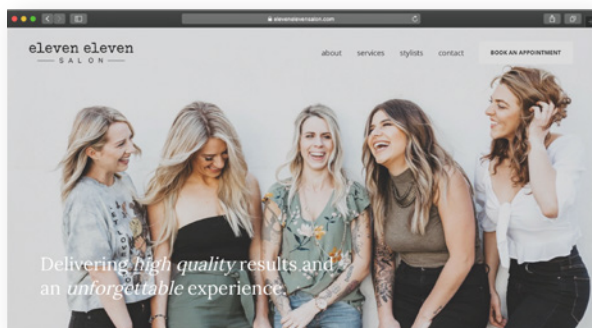 elevenelevensalon.com
eleven eleven
SALON
about services stylists contact BOOK AN APPOINTMENT
Delivering high quality results and
an unforgettable experience.